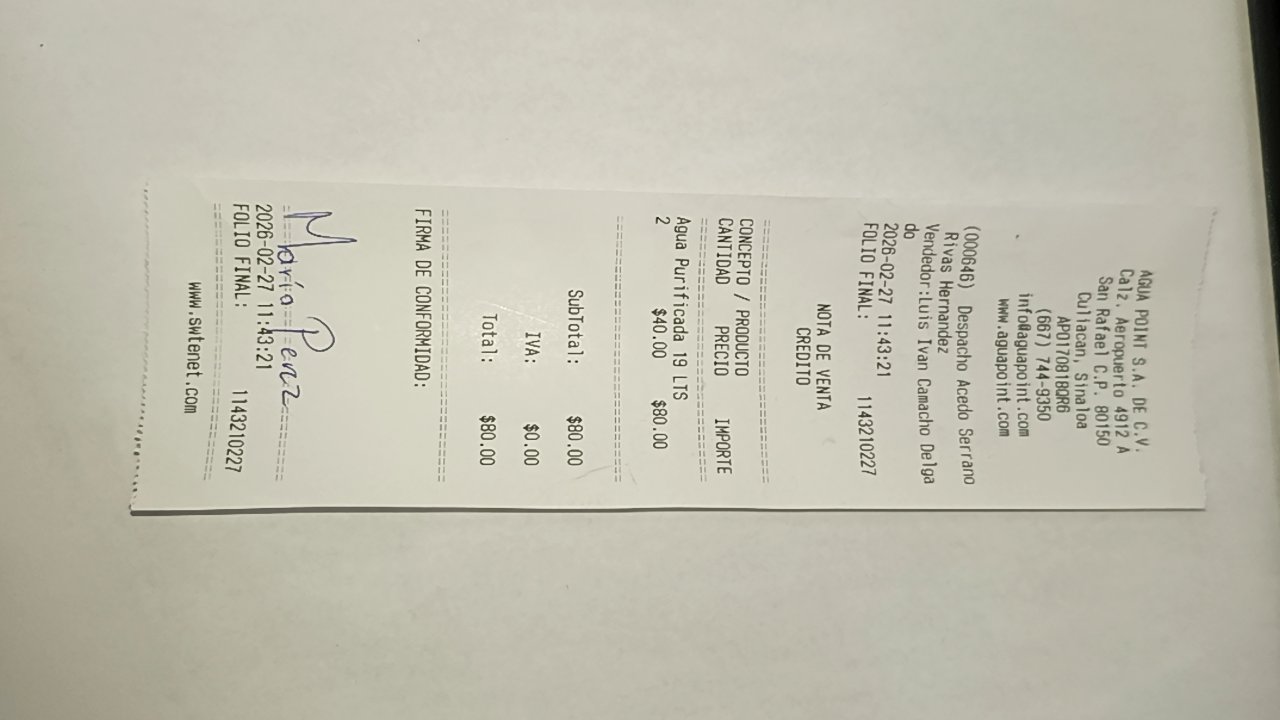 AGUA POINT S.A. DE C.V.
Calz. Aeropuerto 4912 A
San Rafael C.P. 80150
Culiacan, Sinaloa
APO170818QR6
(667) 744-9350
info@aguapoint.com
www.aguapoint.com
(000646) Despacho Acedo Serrano
Rivas Hernandez
Vendedor:Luis Ivan Camacho Delga
do
2026-02-27 11:43:21
FOLIO FINAL: 1143210227
NOTA DE VENTA
CREDITO
CONCEPTO / PRODUCTO
CANTIDAD PRECIO IMPORTE
Agua Purificada 19 LTS
2 $40.00 $80.00
SubTotal: $80.00
IVA: $0.00
Total: $80.00
FIRMA DE CONFORMIDAD:
María Perez
2026-02-27 11:43:21
FOLIO FINAL: 1143210227
www.swtenet.com